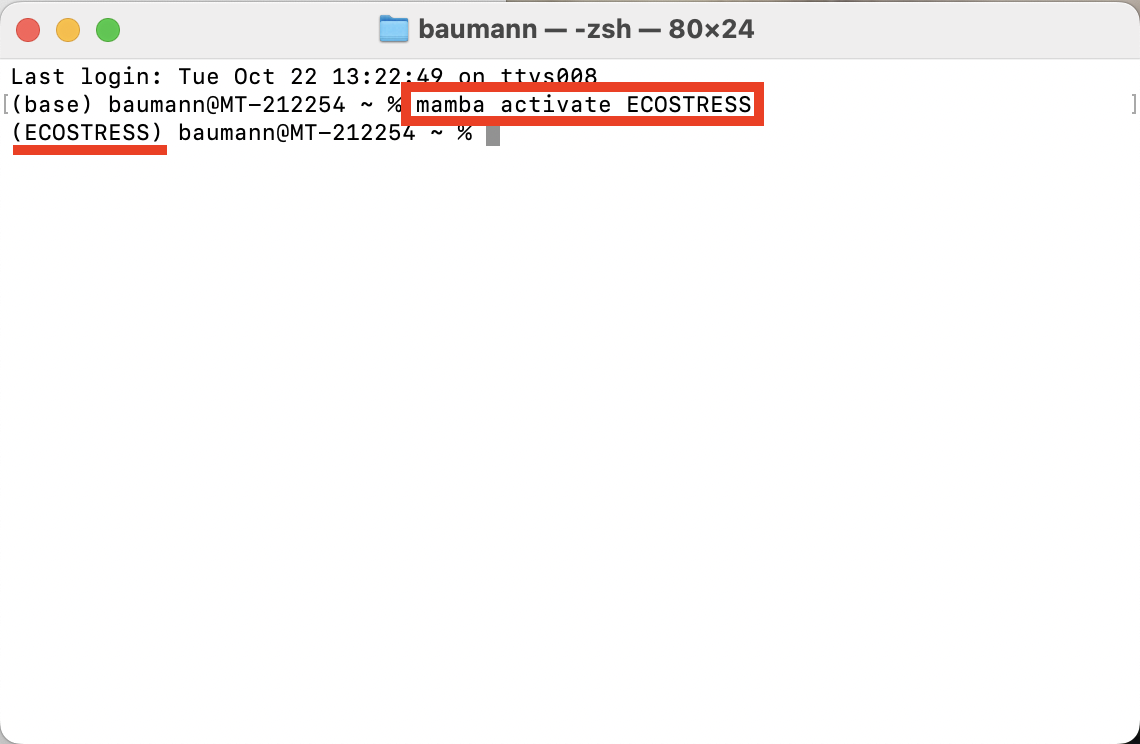 baumann — -zsh — 80×24
Last login: Tue Oct 22 13:22:49 on ttys008
[(base) baumann@MT-212254 ~ % mamba activate ECOSTRESS ]
(ECOSTRESS) baumann@MT-212254 ~ %